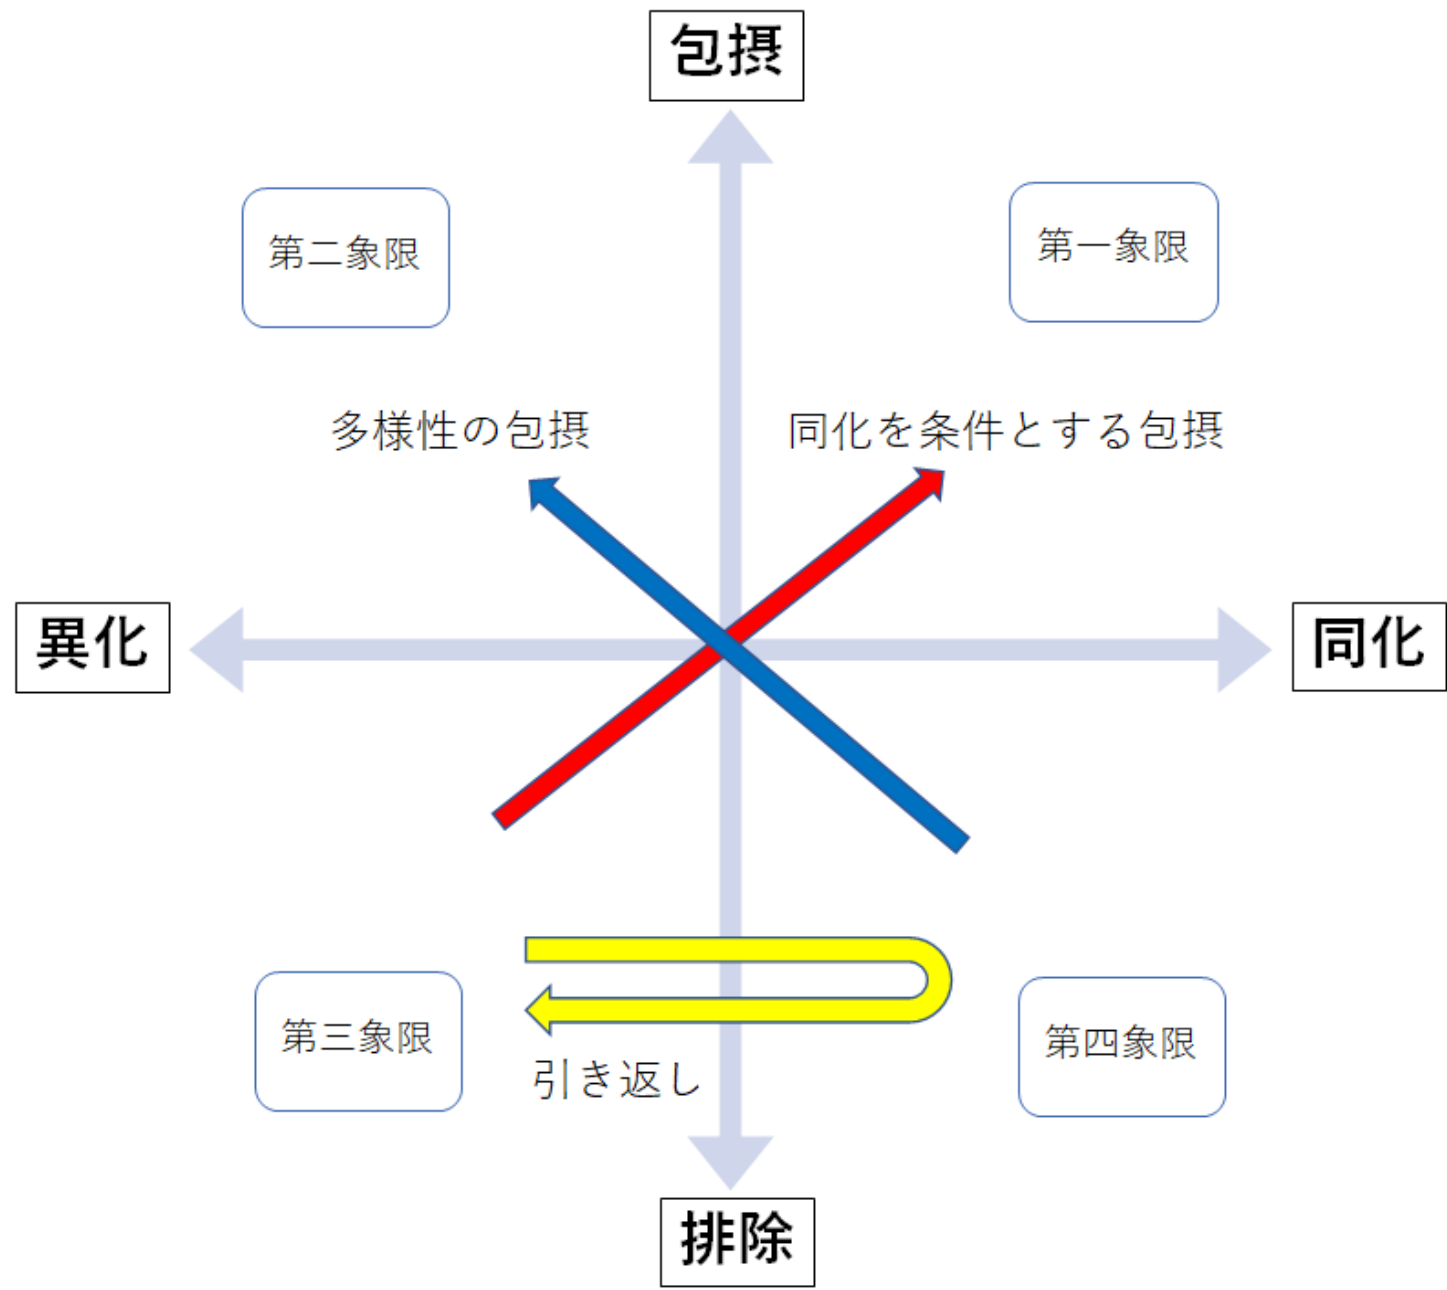 包摂
第二象限
第一象限
多様性の包摂
同化を条件とする包摂
異化
同化
第三象限
第四象限
引き返し
排除